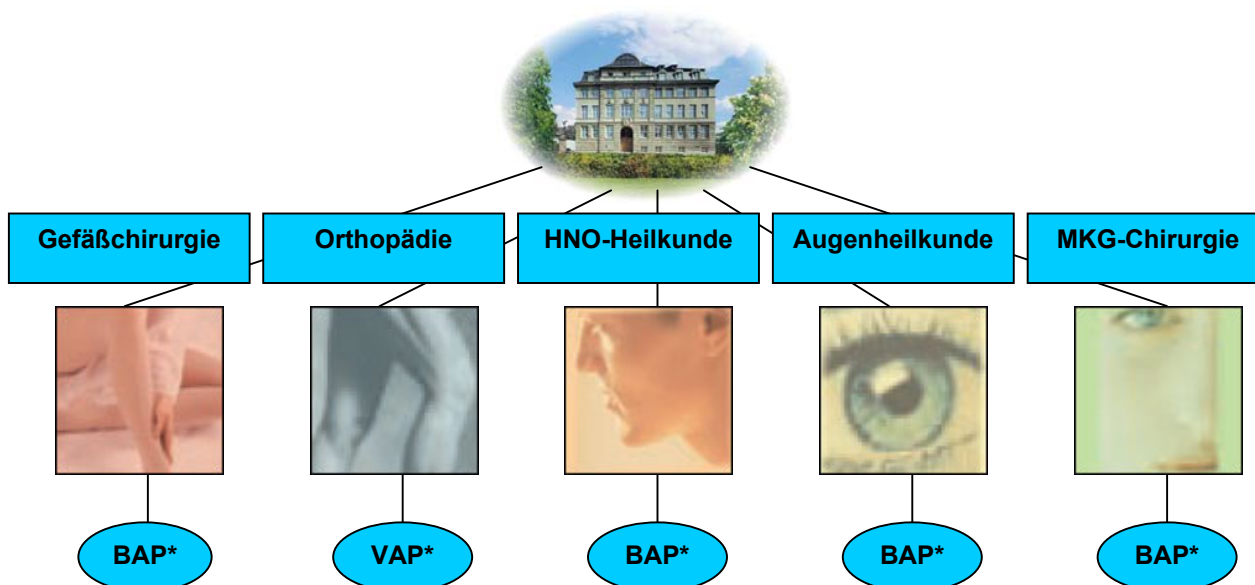 Gefäßchirurgie
Orthopädie
HNO-Heilkunde
Augenheilkunde
MKG-Chirurgie
BAP*
VAP*
BAP*
BAP*
BAP*